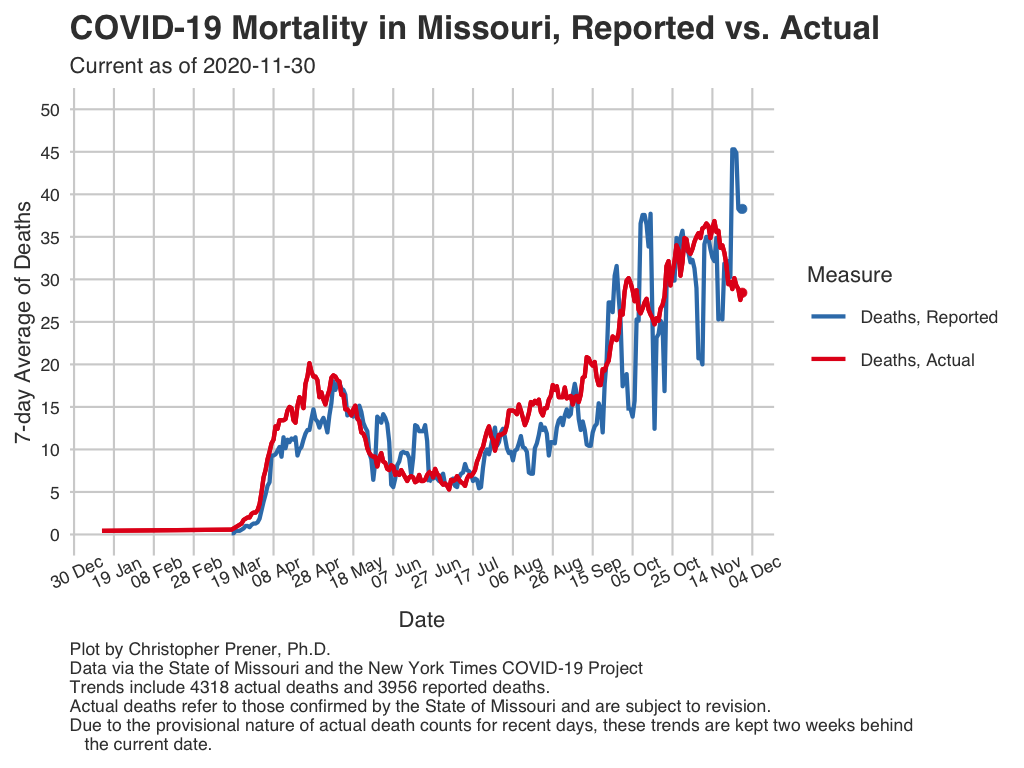 COVID-19 Mortality in Missouri, Reported vs. Actual
Current as of 2020-11-30
7-day Average of Deaths
50
45
40
35
30
25
20
15
10
5
0
30 Dec
19 Jan
08 Feb
28 Feb
19 Mar
08 Apr
28 Apr
18 May
07 Jun
27 Jun
17 Jul
06 Aug
26 Aug
15 Sep
05 Oct
25 Oct
14 Nov
04 Dec
Date
Measure
Deaths, Reported
Deaths, Actual
Plot by Christopher Prener, Ph.D.
Data via the State of Missouri and the New York Times COVID-19 Project
Trends include 4318 actual deaths and 3956 reported deaths.
Actual deaths refer to those confirmed by the State of Missouri and are subject to revision.
Due to the provisional nature of actual death counts for recent days, these trends are kept two weeks behind
the current date.